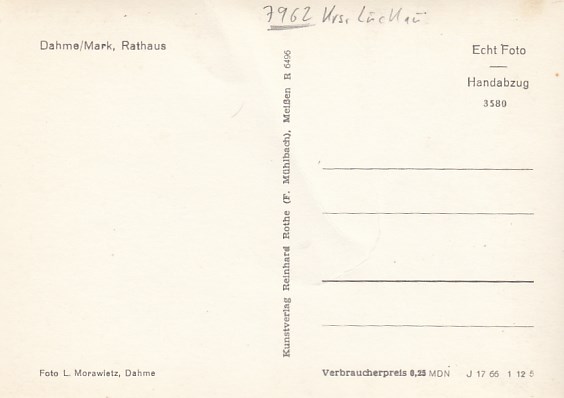 7962 Krs. Luckau
Dahme/Mark, Rathaus
Echt Foto
Handabzug
3580
Kunstverlag Reinhard Rothe (F. Mühlbach), Meißen R 6496
Foto L. Morawietz, Dahme
Verbraucherpreis 0,25 MDN J 17 66 1 12 5